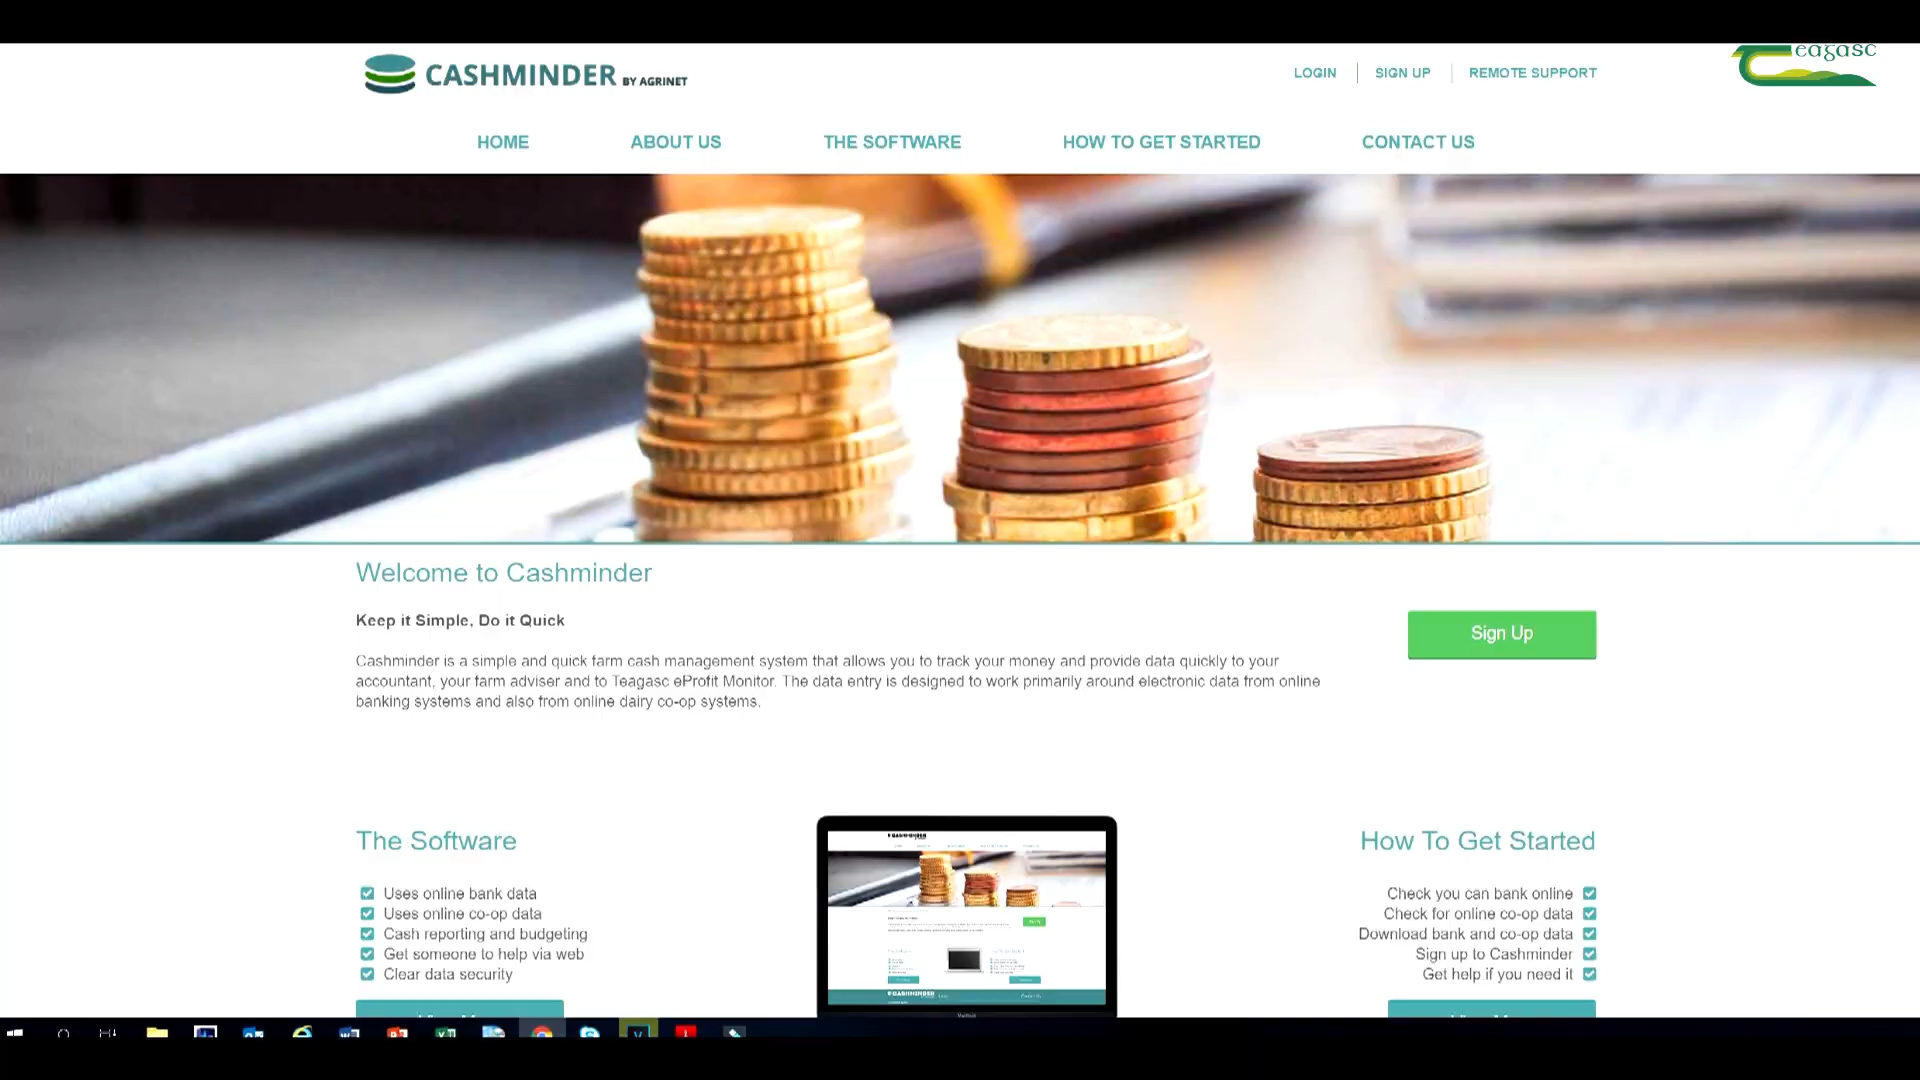 CASHMINDER BY AGRINET
LOGIN
SIGN UP
REMOTE SUPPORT
eagasc
HOME
ABOUT US
THE SOFTWARE
HOW TO GET STARTED
CONTACT US
Welcome to Cashminder
Keep it Simple, Do it Quick
Sign Up
Cashminder is a simple and quick farm cash management system that allows you to track your money and provide data quickly to your
accountant, your farm adviser and to Teagasc eProfit Monitor. The data entry is designed to work primarily around electronic data from online
banking systems and also from online dairy co-op systems.
The Software
Uses online bank data
Uses online co-op data
Cash reporting and budgeting
Get someone to help via web
Clear data security
How To Get Started
Check you can bank online
Check for online co-op data
Download bank and co-op data
Sign up to Cashminder
Get help if you need it